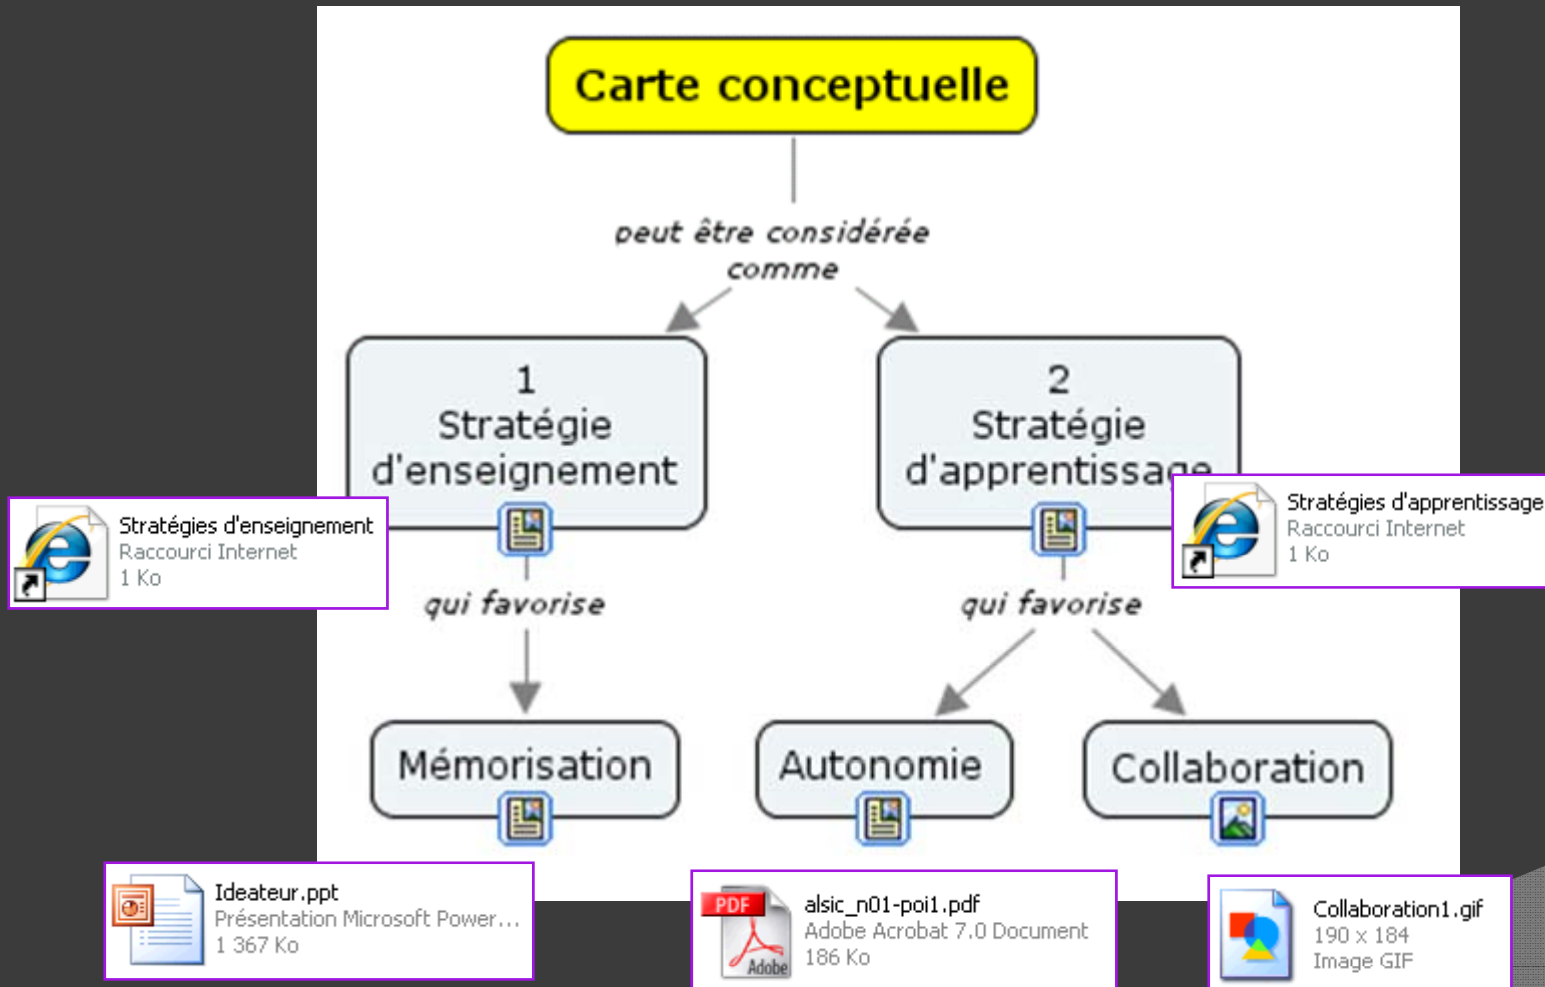 Carte conceptuelle
peut être considérée
comme
1
Stratégie
d'enseignement
2
Stratégie
d'apprentissage
Stratégies d'enseignement
Raccourci Internet
1 Ko
Stratégies d'apprentissage
Raccourci Internet
1 Ko
qui favorise
qui favorise
Mémorisation
Autonomie
Collaboration
Ideateur.ppt
Présentation Microsoft Power...
1 367 Ko
PDF
Adobe
alsic_n01-poi1.pdf
Adobe Acrobat 7.0 Document
186 Ko
Collaboration1.gif
190 x 184
Image GIF